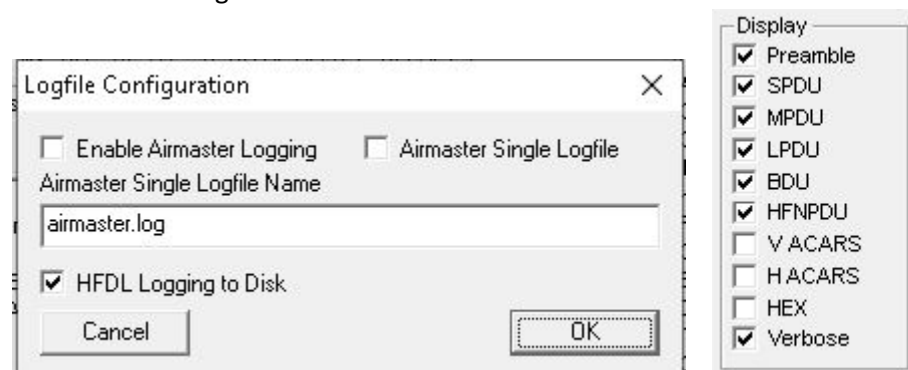 Logfile Configuration
Enable Airmaster Logging Airmaster Single Logfile
Airmaster Single Logfile Name
airmaster.log
HFDL Logging to Disk
Cancel OK
Display
Preamble
SPDU
MPDU
LPDU
BDU
HFNPDU
V ACARS
H ACARS
HEX
Verbose